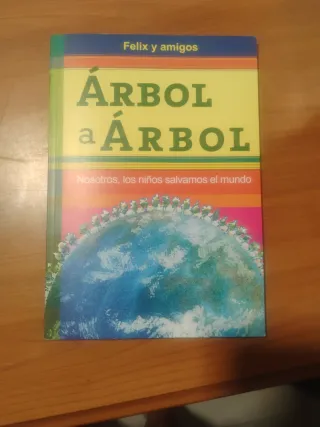 Felix y amigos
ÁRBOL
a ÁRBOL
Nosotros, los niños salvamos el mundo